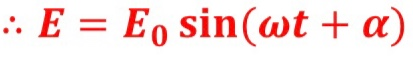 ∴ E = E₀ sin(ωt + α)